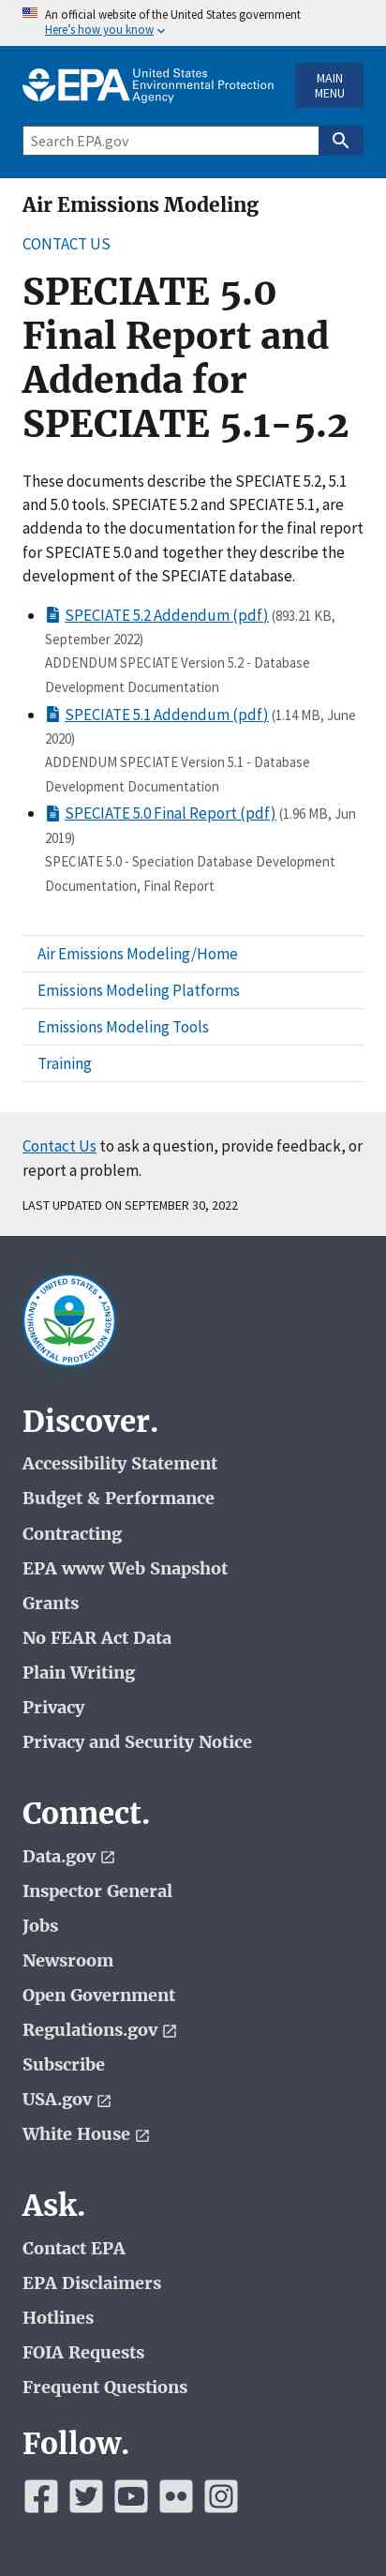 An official website of the United States government
Here's how you know
EPA United States
Environmental Protection
Agency
MAIN
MENU
Search EPA.gov
Air Emissions Modeling
CONTACT US
SPECIATE 5.0
Final Report and
Addenda for
SPECIATE 5.1-5.2
These documents describe the SPECIATE 5.2, 5.1
and 5.0 tools. SPECIATE 5.2 and SPECIATE 5.1, are
addenda to the documentation for the final report
for SPECIATE 5.0 and together they describe the
development of the SPECIATE database.
SPECIATE 5.2 Addendum (pdf) (893.21 KB,
September 2022)
ADDENDUM SPECIATE Version 5.2 - Database
Development Documentation
SPECIATE 5.1 Addendum (pdf) (1.14 MB, June
2020)
ADDENDUM SPECIATE Version 5.1 - Database
Development Documentation
SPECIATE 5.0 Final Report (pdf) (1.96 MB, Jun
2019)
SPECIATE 5.0 - Speciation Database Development
Documentation, Final Report
Air Emissions Modeling/Home
Emissions Modeling Platforms
Emissions Modeling Tools
Training
Contact Us to ask a question, provide feedback, or
report a problem.
LAST UPDATED ON SEPTEMBER 30, 2022
UNITED STATES
ENVIRONMENTAL PROTECTION AGENCY
Discover.
Accessibility Statement
Budget & Performance
Contracting
EPA www Web Snapshot
Grants
No FEAR Act Data
Plain Writing
Privacy
Privacy and Security Notice
Connect.
Data.gov
Inspector General
Jobs
Newsroom
Open Government
Regulations.gov
Subscribe
USA.gov
White House
Ask.
Contact EPA
EPA Disclaimers
Hotlines
FOIA Requests
Frequent Questions
Follow.